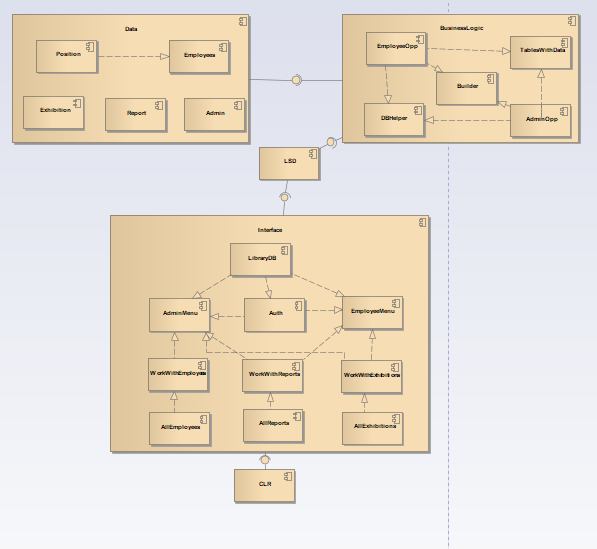 Data
Position
Employees
Exhibition
Report
Admin
BusinessLogic
EmployeeOpp
TablesWithData
Builder
DBHelper
AdminOpp
LSD
Interface
LibraryDB
AdminMenu
Auth
EmployeeMenu
WorkWithEmployees
WorkWithReports
WorkWithExhibitions
AllEmployees
AllReports
AllExhibitions
CLR